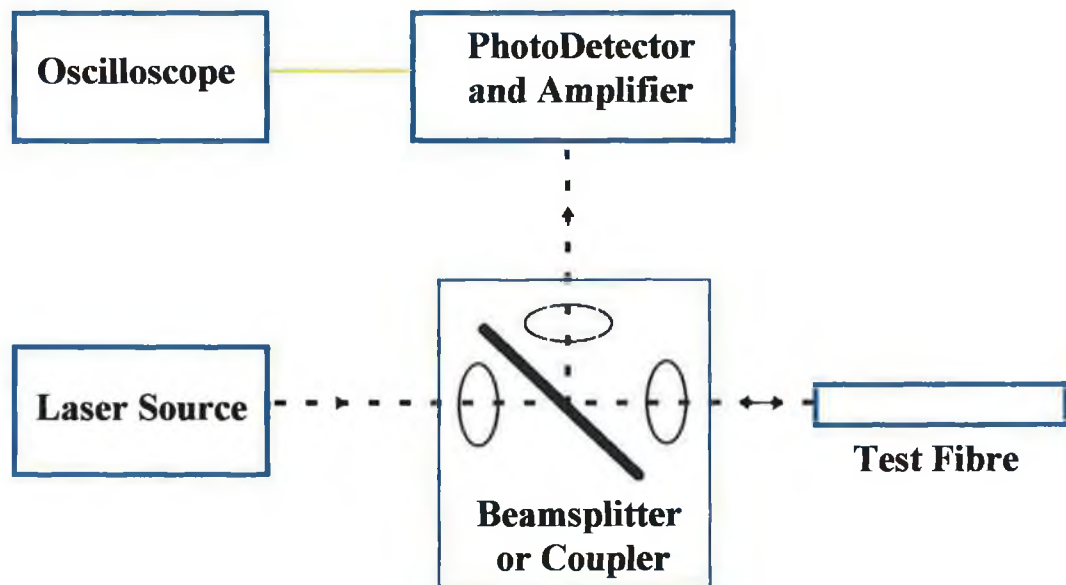 Oscilloscope
PhotoDetector
and Amplifier
Laser Source
Test Fibre
Beamsplitter
or Coupler